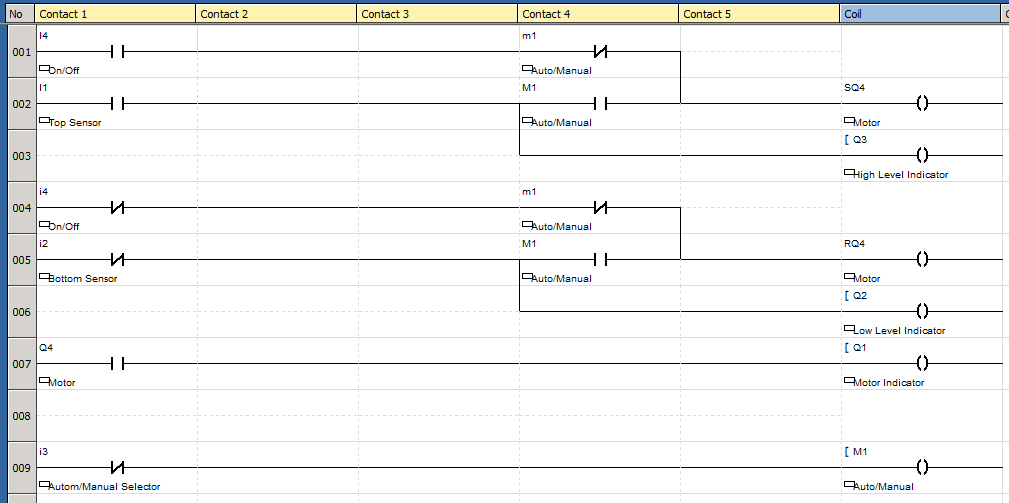 No Contact 1 Contact 2 Contact 3 Contact 4 Contact 5 Coil
I4 m1
001
On/Off Auto/Manual
I1 M1 SQ4
002
Top Sensor Auto/Manual Motor
[ Q3
003
High Level Indicator
i4 m1
004
On/Off Auto/Manual
i2 M1 RQ4
005
Bottom Sensor Auto/Manual Motor
[ Q2
006
Low Level Indicator
Q4 [ Q1
007
Motor Motor Indicator
008
i3 [ M1
009
Autom/Manual Selector Auto/Manual